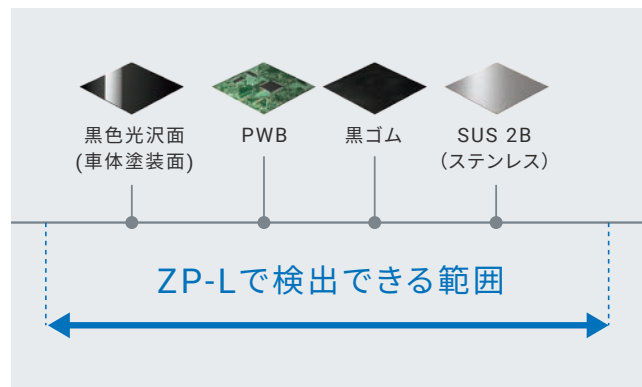 黒色光沢面
(車体塗装面)
PWB
黒ゴム
SUS 2B
（ステンレス）
ZP-Lで検出できる範囲